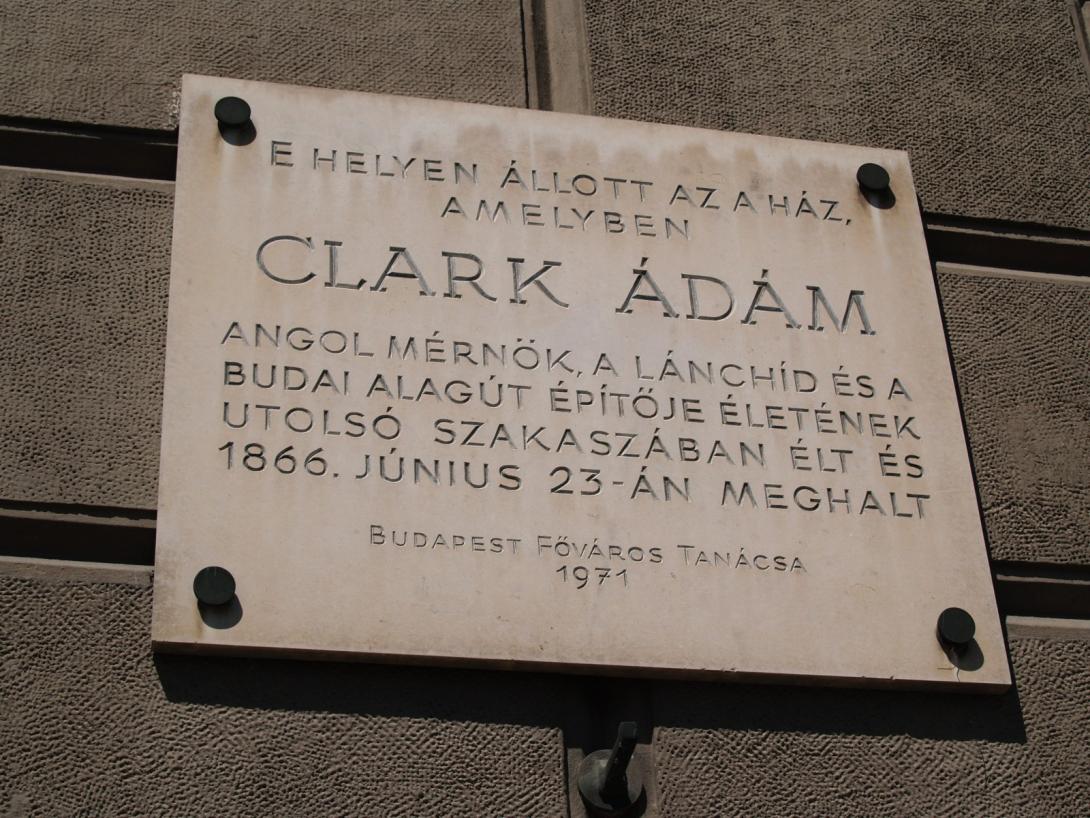 E HELYEN ÁLLOTT AZ A HÁZ,
AMELYBEN
CLARK ÁDÁM
ANGOL MÉRNÖK, A LÁNCHÍD ÉS A
BUDAI ALAGÚT ÉPÍTŐJE ÉLETÉNEK
UTOLSÓ SZAKASZÁBAN ÉLT ÉS
1866. JÚNIUS 23-ÁN MEGHALT
BUDAPEST FŐVÁROS TANÁCSA
1971